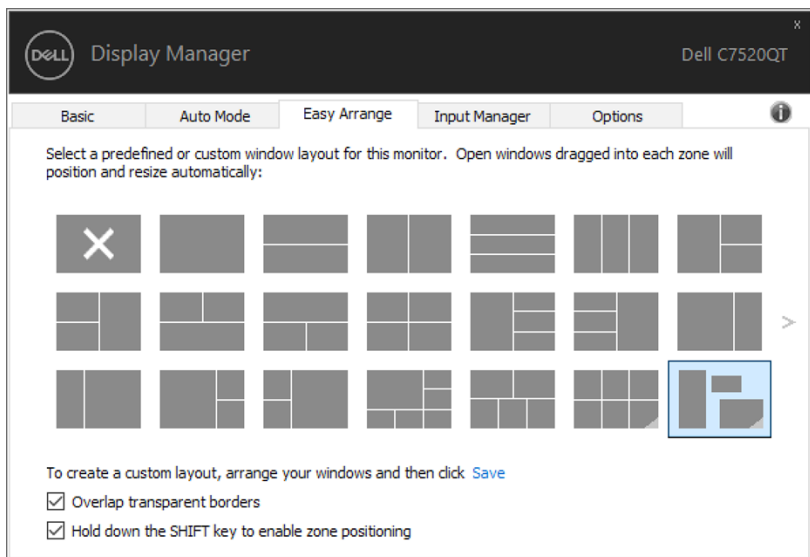 x
DELL Display Manager Dell C7520QT
Basic Auto Mode Easy Arrange Input Manager Options i
Select a predefined or custom window layout for this monitor. Open windows dragged into each zone will
position and resize automatically:
>
To create a custom layout, arrange your windows and then click Save
Overlap transparent borders
Hold down the SHIFT key to enable zone positioning